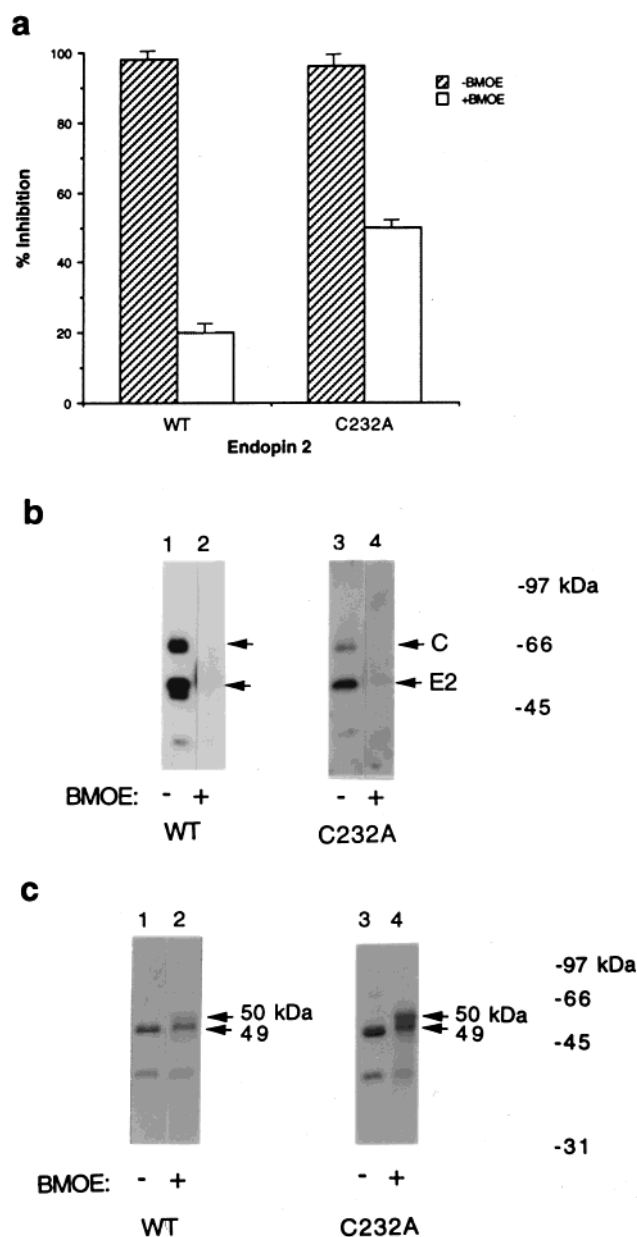 a
100
80
60
40
20
0
% Inhibition
-BMOE
+BMOE
WT
C232A
Endopin 2
b
1 2
3 4
C
E2
-97 kDa
-66
-45
BMOE: - +
- +
WT
C232A
c
1 2
3 4
50 kDa
49
50 kDa
49
-97 kDa
-66
-45
-31
BMOE: - +
- +
WT
C232A